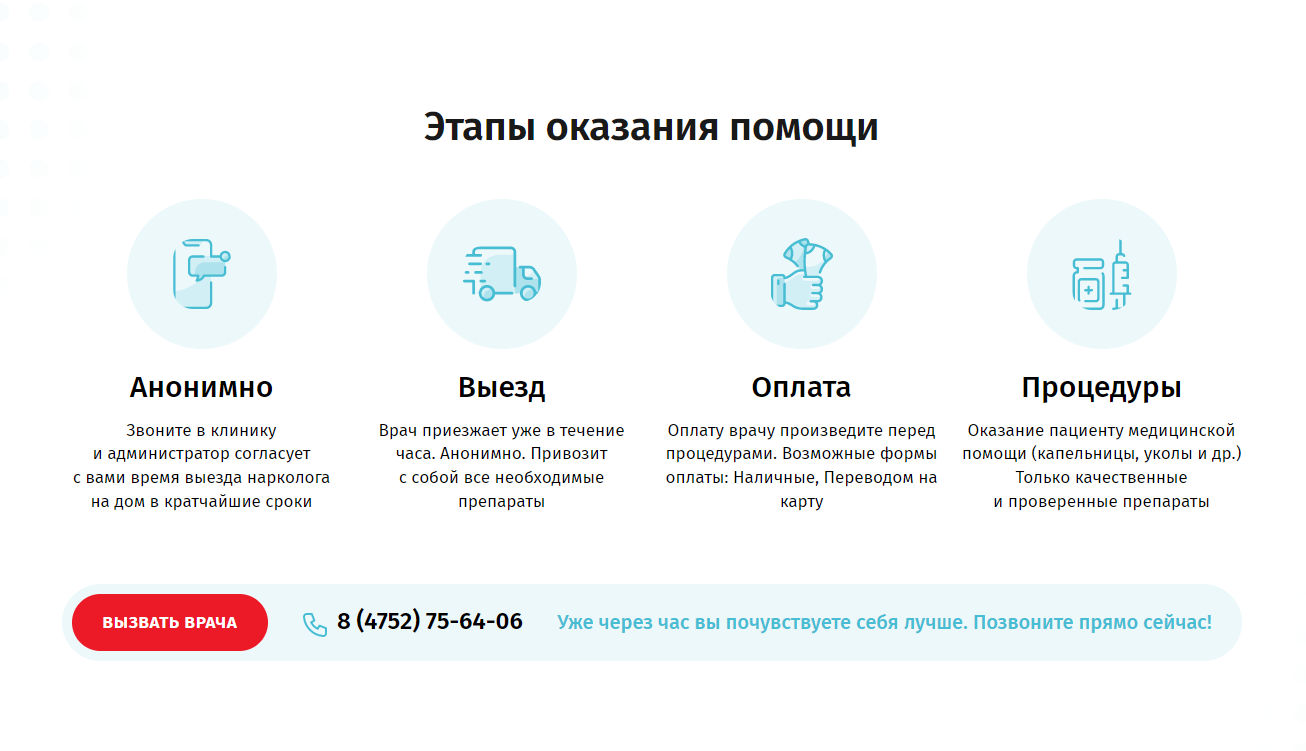 Этапы оказания помощи
Анонимно
Звоните в клинику
и администратор согласует
с вами время выезда нарколога
на дом в кратчайшие сроки
Выезд
Врач приезжает уже в течение
часа. Анонимно. Привозит
с собой все необходимые
препараты
Оплата
Оплату врачу произведите перед
процедурами. Возможные формы
оплаты: Наличные, Переводом на
карту
Процедуры
Оказание пациенту медицинской
помощи (капельницы, уколы и др.)
Только качественные
и проверенные препараты
ВЫЗВАТЬ ВРАЧА
8 (4752) 75-64-06
Уже через час вы почувствуете себя лучше. Позвоните прямо сейчас!